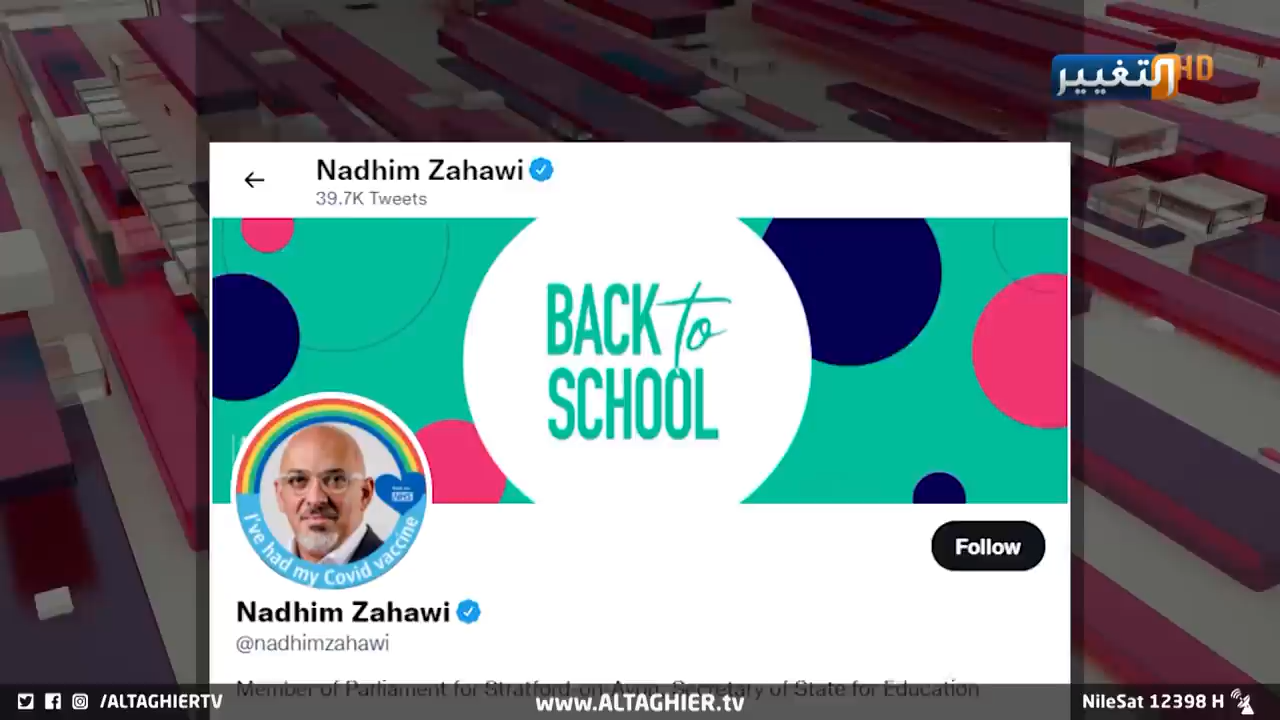 التغيير HD
Nadhim Zahawi
39.7K Tweets
BACK to
SCHOOL
NHS
I've had my Covid vaccine
Follow
Nadhim Zahawi
@nadhimzahawi
Member of Parliament for Stratford-on-Avon, Secretary of State for Education
/ALTAGHIERTV
www.ALTAGHIER.tv
NileSat 12398 H